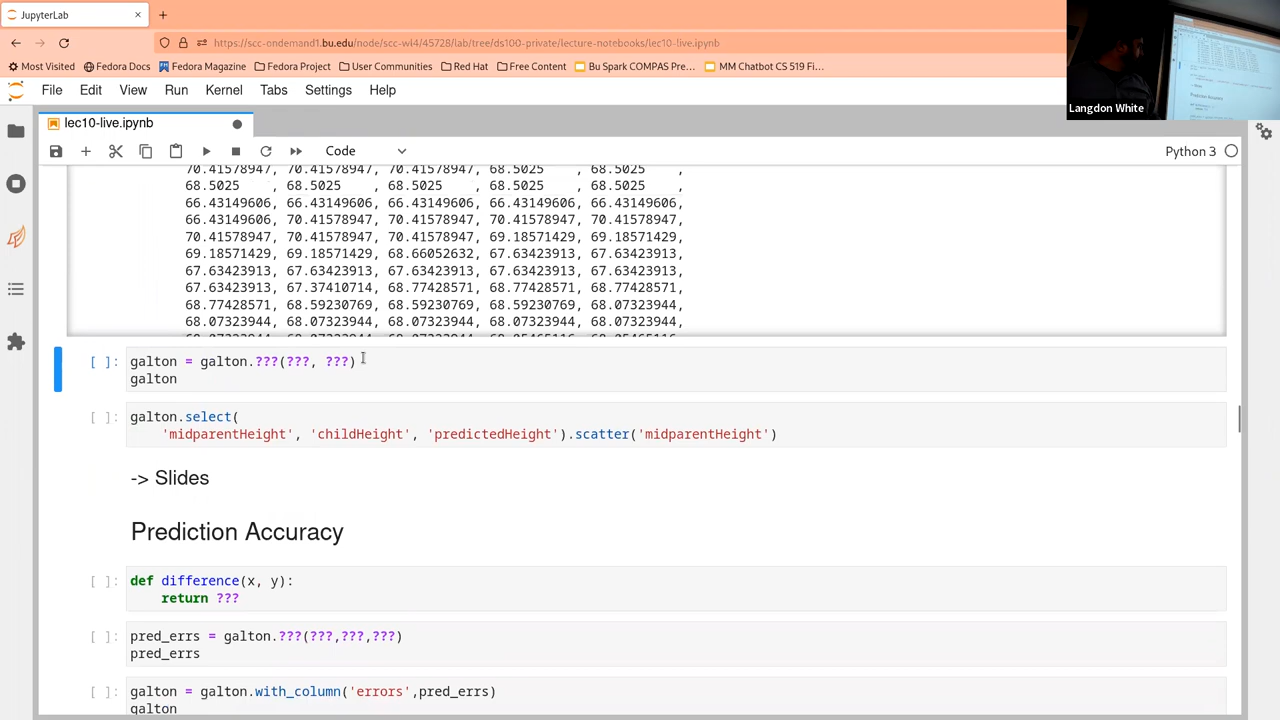 JupyterLab
https://scc-ondemand1.bu.edu/node/scc-wi4/45728/lab/tree/ds100-private/lecture-notebooks/lec10-live.ipynb
Most Visited Fedora Docs Fedora Magazine Fedora Project User Communities Red Hat Free Content Bu Spark COMPAS Pre... MM Chatbot CS 519 Fi...
Langdon White
File Edit View Run Kernel Tabs Settings Help
lec10-live.ipynb
Code Python 3
70.41578947, 70.41578947, 70.41578947, 68.5025 , 68.5025 ,
68.5025 , 68.5025 , 68.5025 , 68.5025 , 68.5025 ,
66.43149606, 66.43149606, 66.43149606, 66.43149606, 66.43149606,
66.43149606, 70.41578947, 70.41578947, 70.41578947, 70.41578947,
70.41578947, 70.41578947, 70.41578947, 69.18571429, 69.18571429,
69.18571429, 69.18571429, 68.66052632, 67.63423913, 67.63423913,
67.63423913, 67.63423913, 67.63423913, 67.63423913, 67.63423913,
67.63423913, 67.37410714, 68.77428571, 68.77428571, 68.77428571,
68.77428571, 68.59230769, 68.59230769, 68.59230769, 68.59230769,
68.07323944, 68.07323944, 68.07323944, 68.07323944, 68.07323944,
[ ]: galton = galton.???(???, ???)
galton
[ ]: galton.select(
'midparentHeight', 'childHeight', 'predictedHeight').scatter('midparentHeight')
-> Slides
Prediction Accuracy
[ ]: def difference(x, y):
return ???
[ ]: pred_errs = galton.???(???,???,???)
pred_errs
[ ]: galton = galton.with_column('errors',pred_errs)
galton